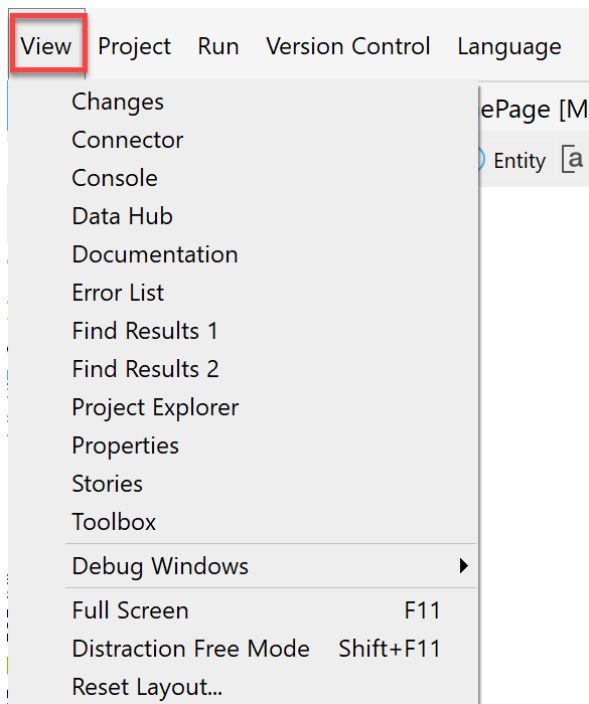 View Project Run Version Control Language
Changes
ePage [M
Connector
Entity [a
Console
Data Hub
Documentation
Error List
Find Results 1
Find Results 2
Project Explorer
Properties
Stories
Toolbox
Debug Windows
Full Screen F11
Distraction Free Mode Shift+F11
Reset Layout...